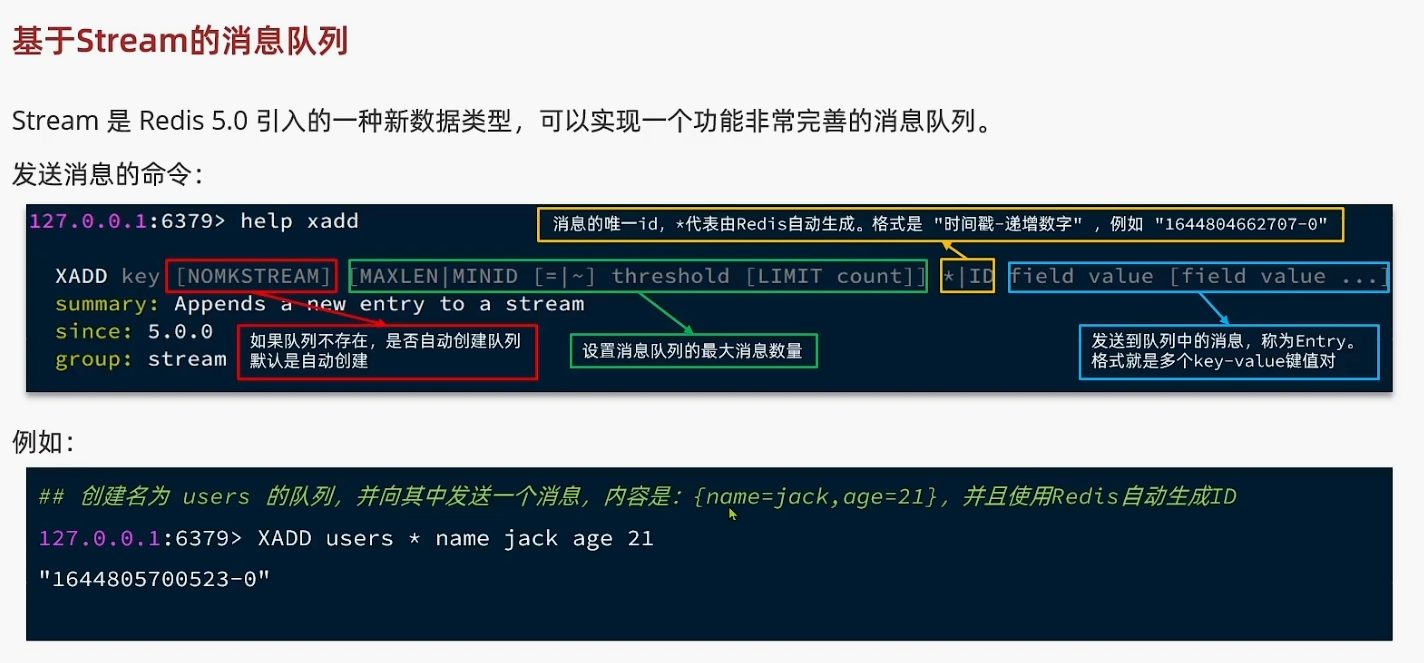 基于Stream的消息队列
Stream 是 Redis 5.0 引入的一种新数据类型，可以实现一个功能非常完善的消息队列。
发送消息的命令：
127.0.0.1:6379> help xadd
消息的唯一id，*代表由Redis自动生成。格式是 "时间戳-递增数字" ，例如 "1644804662707-0"
XADD key [NOMKSTREAM] [MAXLEN|MINID [=|~] threshold [LIMIT count]] *|ID field value [field value ...]
summary: Appends a new entry to a stream
since: 5.0.0
group: stream
如果队列不存在，是否自动创建队列
默认是自动创建
设置消息队列的最大消息数量
发送到队列中的消息，称为Entry。
格式就是多个key-value键值对
例如：
## 创建名为 users 的队列，并向其中发送一个消息，内容是：{name=jack,age=21}，并且使用Redis自动生成ID
127.0.0.1:6379> XADD users * name jack age 21
"1644805700523-0"